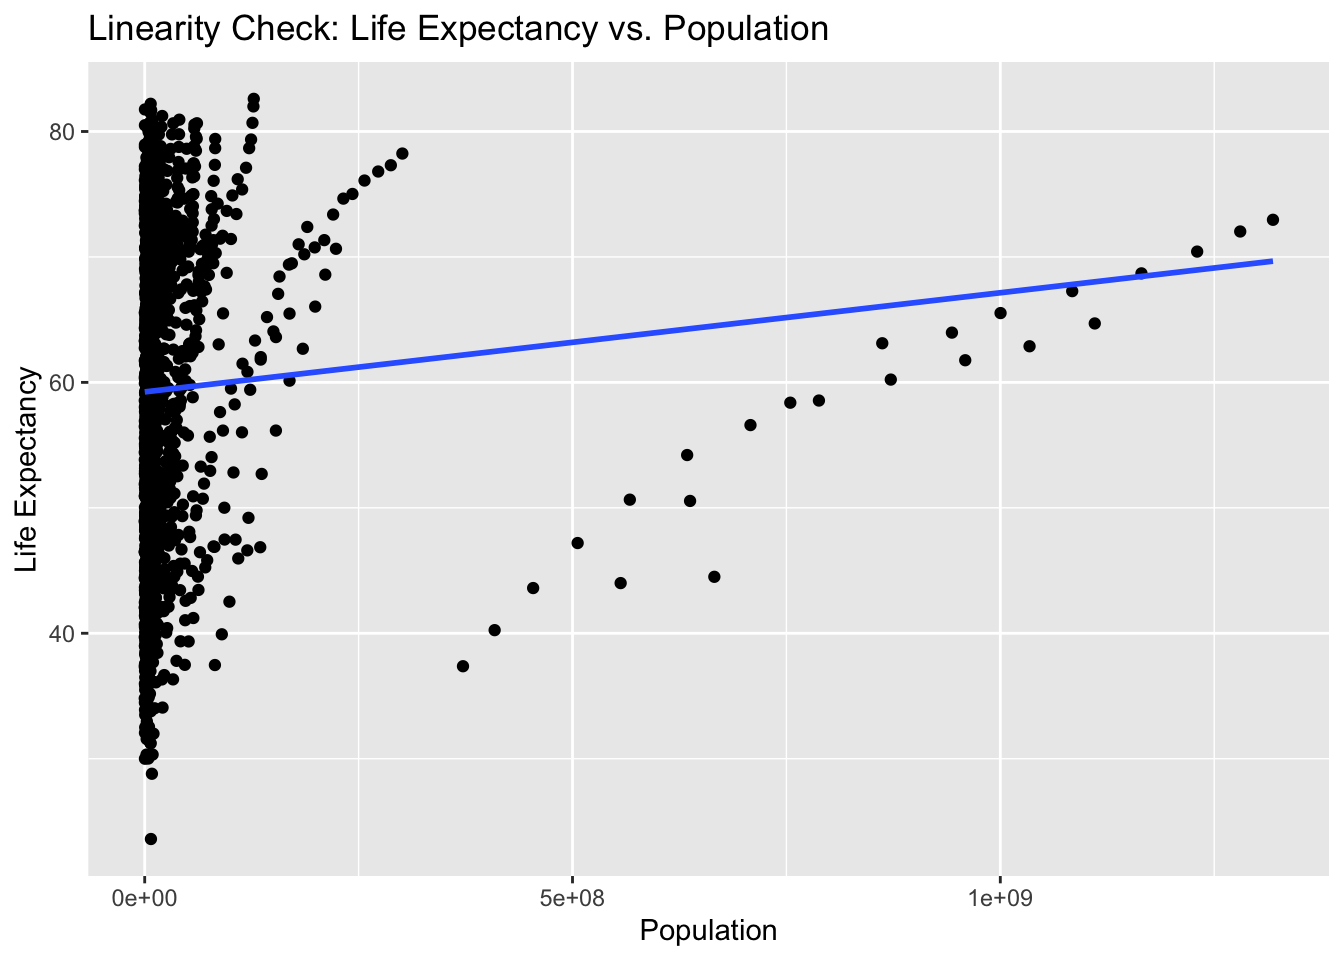 Linearity Check: Life Expectancy vs. Population
80
60
40
Life Expectancy
0e+00 5e+08 1e+09
Population